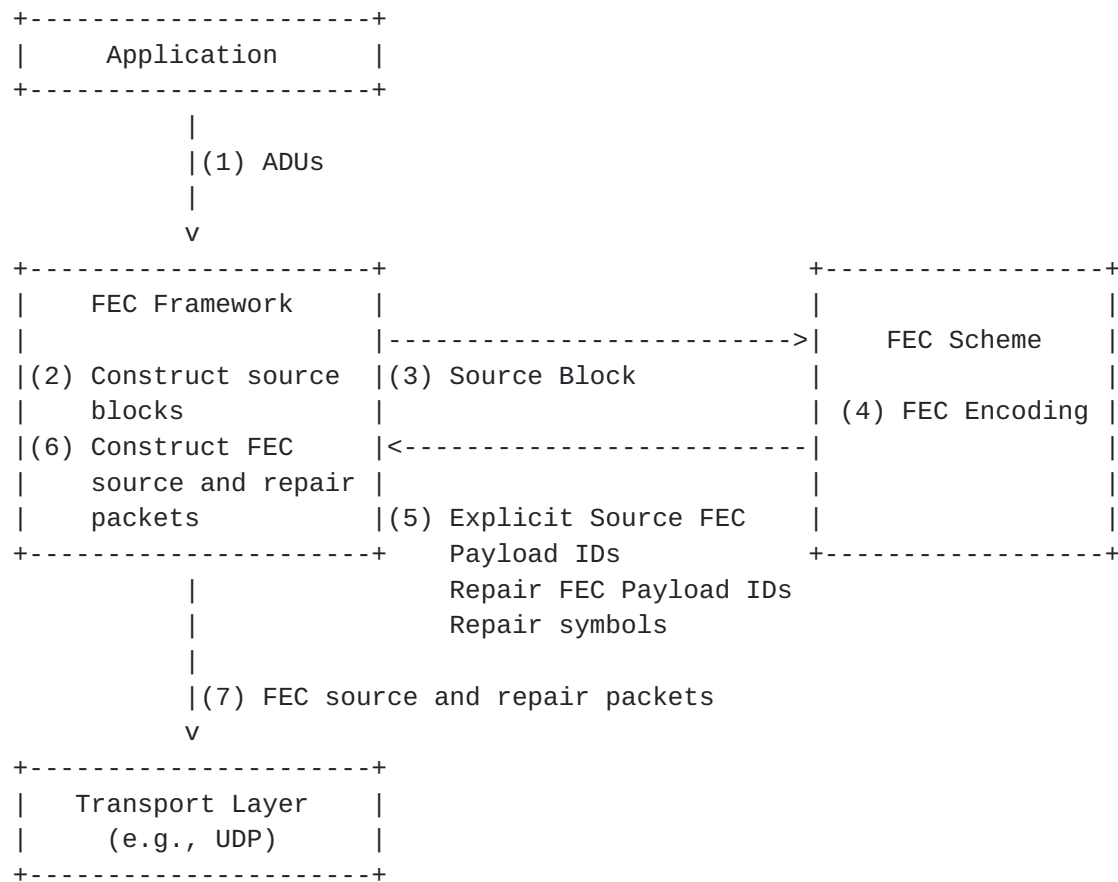 Application
(1) ADUs
FEC Framework
FEC Scheme
(2) Construct source (3) Source Block
blocks (4) FEC Encoding
(6) Construct FEC
source and repair
packets (5) Explicit Source FEC
Payload IDs
Repair FEC Payload IDs
Repair symbols
(7) FEC source and repair packets
Transport Layer
(e.g., UDP)